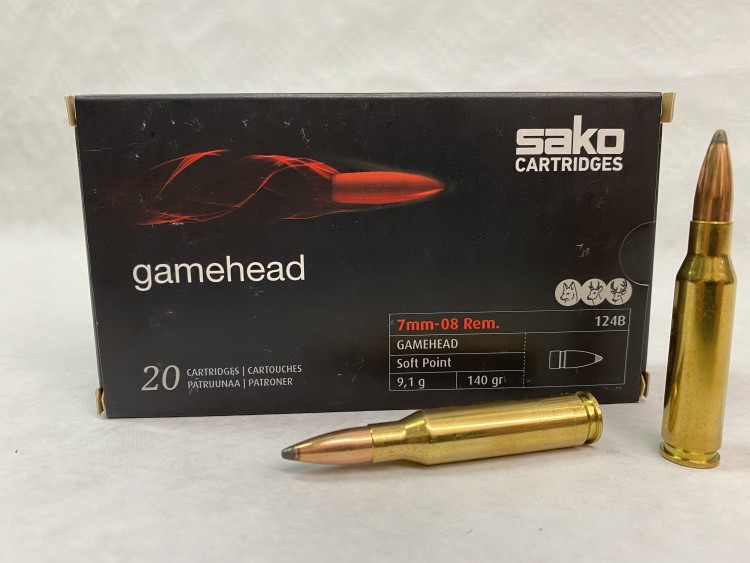 sako
CARTRIDGES
gamehead
7mm-08 Rem. 124B
GAMEHEAD
Soft Point
9,1 g 140 gr
20 CARTRIDGES | CARTOUCHES
PATRUUNAA | PATRONER